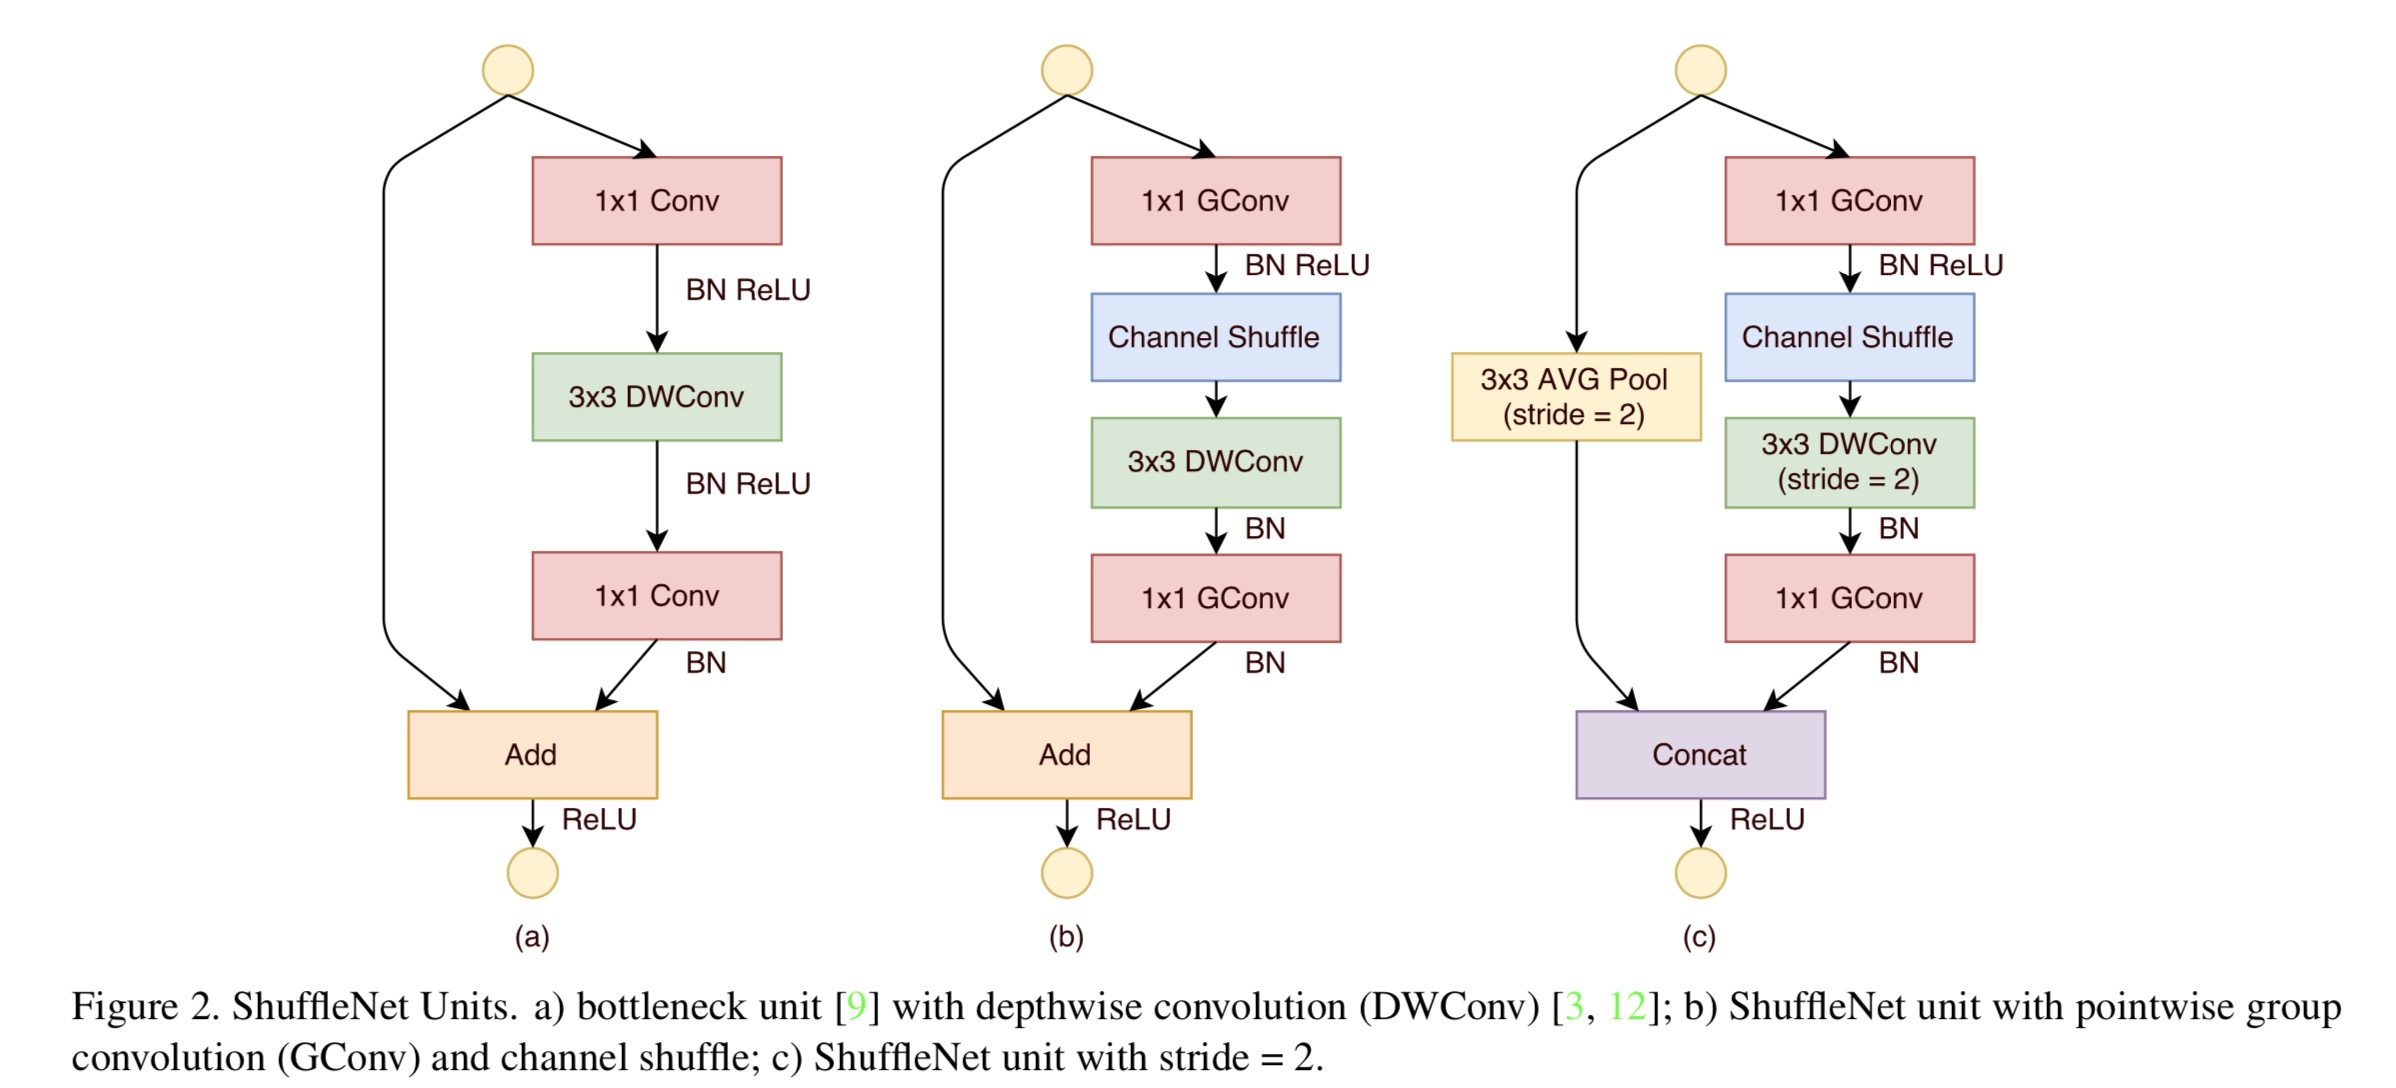 1x1 Conv
BN ReLU
3x3 DWConv
BN ReLU
1x1 Conv
BN
Add
ReLU
(a)
1x1 GConv
BN ReLU
Channel Shuffle
3x3 DWConv
BN
1x1 GConv
BN
Add
ReLU
(b)
3x3 AVG Pool
(stride = 2)
1x1 GConv
BN ReLU
Channel Shuffle
3x3 DWConv
(stride = 2)
BN
1x1 GConv
BN
Concat
ReLU
(c)
Figure 2. ShuffleNet Units. a) bottleneck unit [9] with depthwise convolution (DWConv) [3, 12]; b) ShuffleNet unit with pointwise group
convolution (GConv) and channel shuffle; c) ShuffleNet unit with stride = 2.